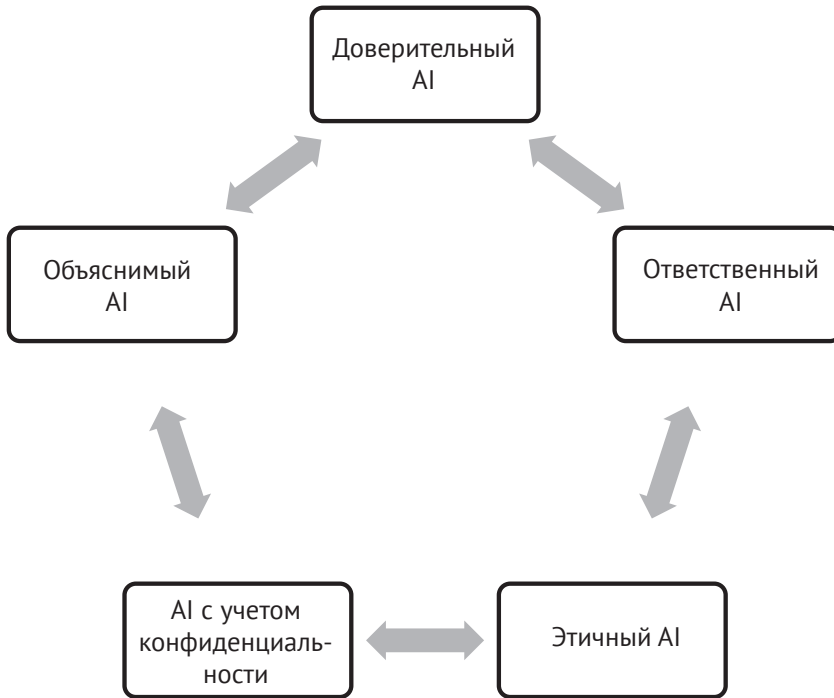 Доверительный
AI
Объяснимый
AI
Ответственный
AI
AI с учетом
конфиденциаль-
ности
Этичный AI